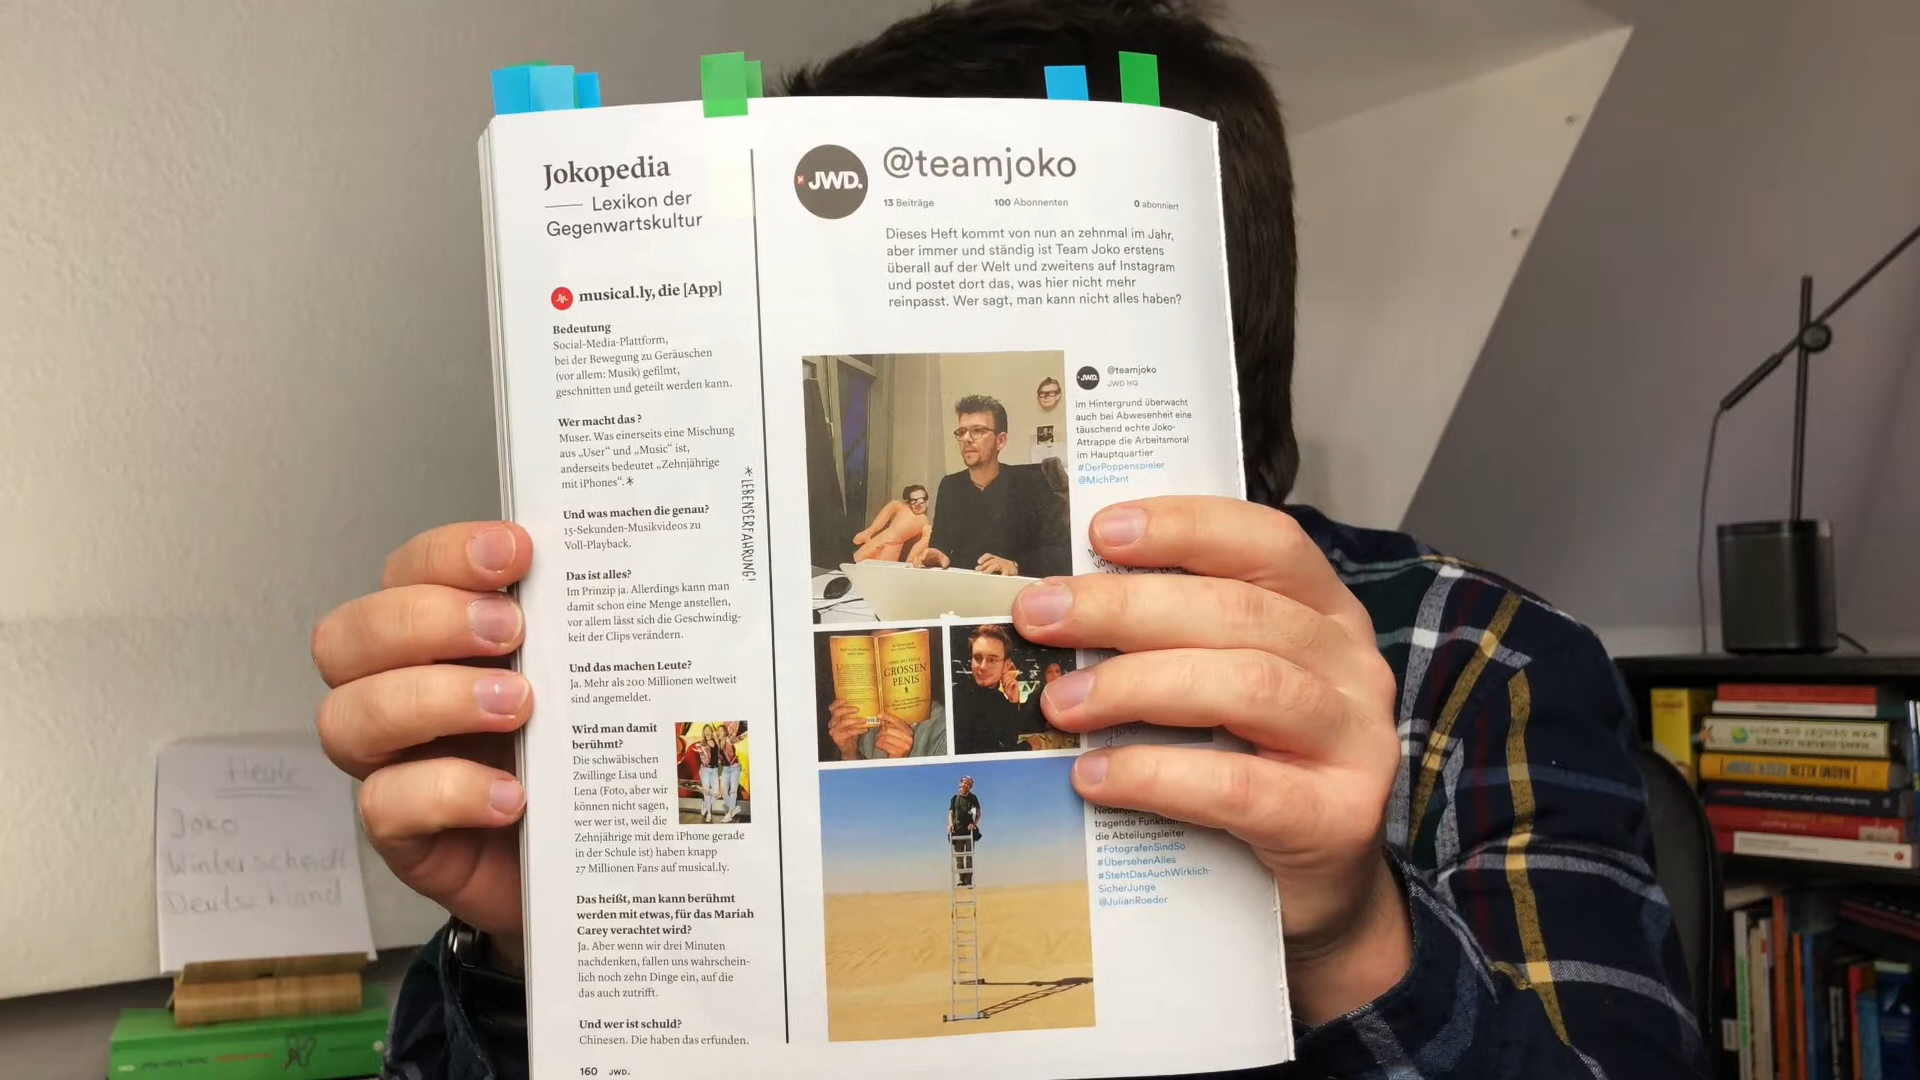 Jokopedia
Lexikon der
Gegenwartskultur
musical.ly, die [App]
Bedeutung
Social-Media-Plattform,
bei der Bewegung zu Geräuschen
(vor allem: Musik) gefilmt,
geschnitten und geteilt werden kann.
Wer macht das?
Muser. Was einerseits eine Mischung
aus „User“ und „Music“ ist,
anderseits bedeutet „Zehnjährige
mit iPhones“.*
* LEBENSERFAHRUNG!
Und was machen die genau?
15-Sekunden-Musikvideos zu
Voll-Playback.
Das ist alles?
Im Prinzip ja. Allerdings kann man
damit schon eine Menge anstellen,
vor allem lässt sich die Geschwindig-
keit der Clips verändern.
Und das machen Leute?
Ja. Mehr als 200 Millionen weltweit
sind angemeldet.
Wird man damit
berühmt?
Die schwäbischen
Zwillinge Lisa und
Lena (Foto, aber wir
können nicht sagen,
wer wer ist, weil die
Zehnjährige mit dem iPhone gerade
in der Schule ist) haben knapp
27 Millionen Fans auf musical.ly.
Das heißt, man kann berühmt
werden mit etwas, für das Mariah
Carey verachtet wird?
Ja. Aber wenn wir drei Minuten
nachdenken, fallen uns wahrschein-
lich noch zehn Dinge ein, auf die
das auch zutrifft.
Und wer ist schuld?
Chinesen. Die haben das erfunden.
160 JWD.
JWD.
@teamjoko
13 Beiträge 100 Abonnenten 0 abonniert
Dieses Heft kommt von nun an zehnmal im Jahr,
aber immer und ständig ist Team Joko erstens
überall auf der Welt und zweitens auf Instagram
und postet dort das, was hier nicht mehr
reinpasst. Wer sagt, man kann nicht alles haben?
JWD.
@teamjoko
JWD HQ
Im Hintergrund überwacht
auch bei Abwesenheit eine
täuschend echte Joko-
Attrappe die Arbeitsmoral
im Hauptquartier
#DerPoppenspieler
@MichPant
GROSSEN
PENIS
tragende
die Abteilungsleiter
#FotografenSindSo
#ÜbersehenAlles
#StehtDasAuchWirklich-
SicherJunge
@JulianRoeder
Heute
Joko
Winterscheidt
Deutschland